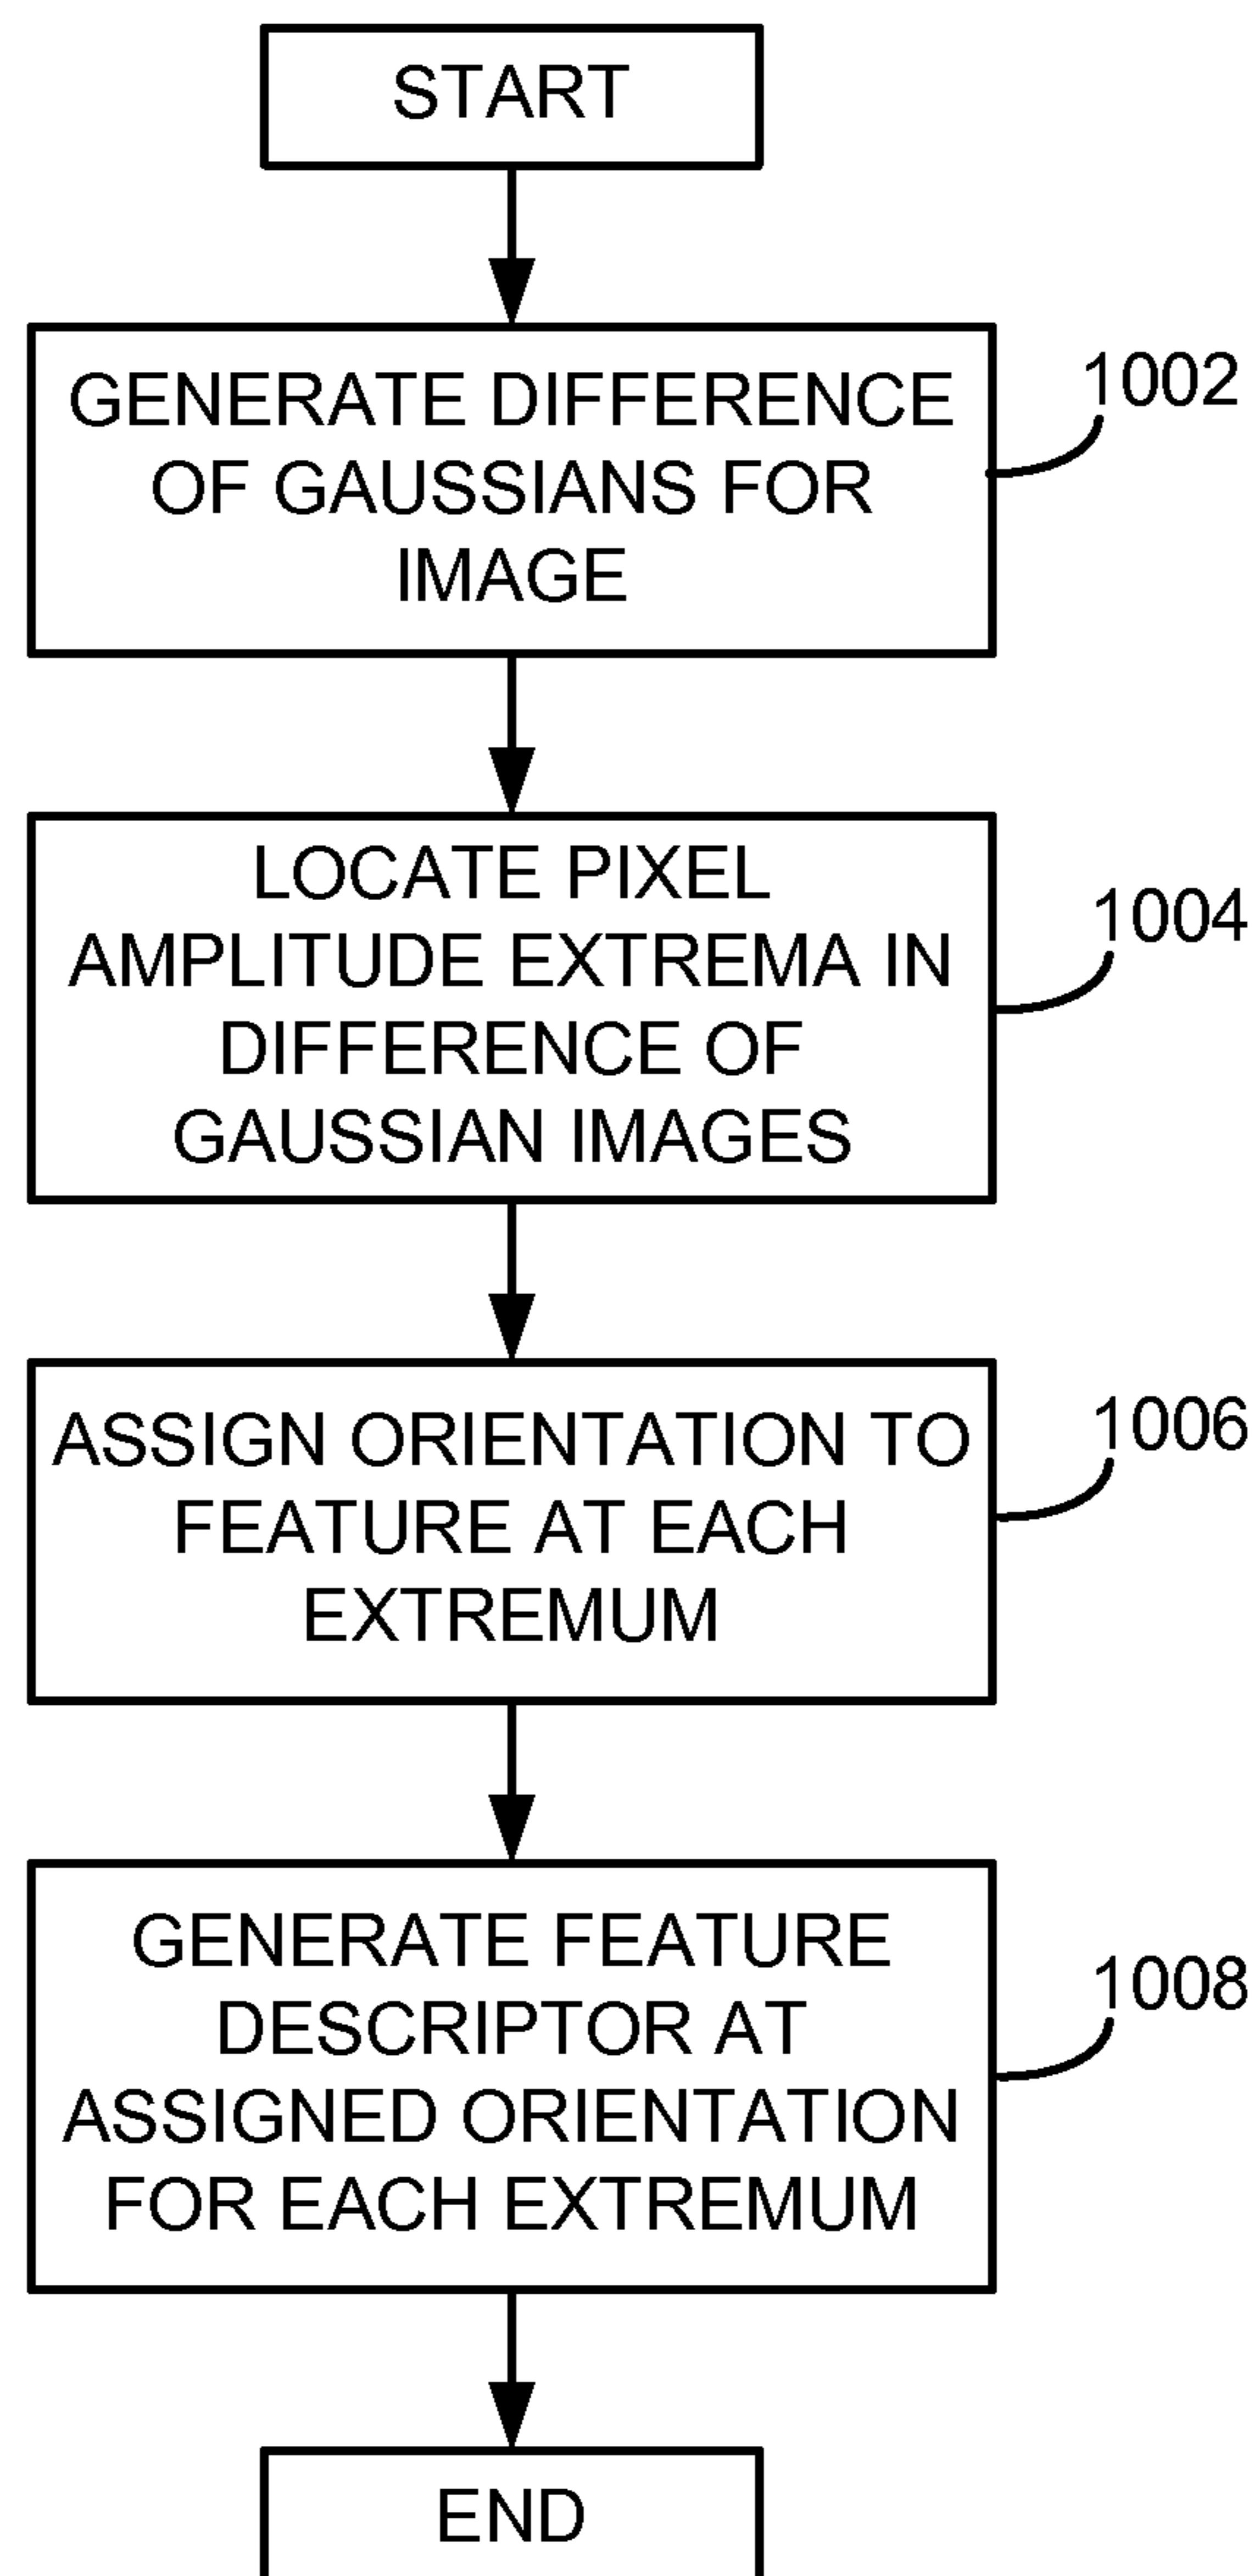 START
GENERATE DIFFERENCE
OF GAUSSIANS FOR
IMAGE
1002
LOCATE PIXEL
AMPLITUDE EXTREMA IN
DIFFERENCE OF
GAUSSIAN IMAGES
1004
ASSIGN ORIENTATION TO
FEATURE AT EACH
EXTREMUM
1006
GENERATE FEATURE
DESCRIPTOR AT
ASSIGNED ORIENTATION
FOR EACH EXTREMUM
1008
END